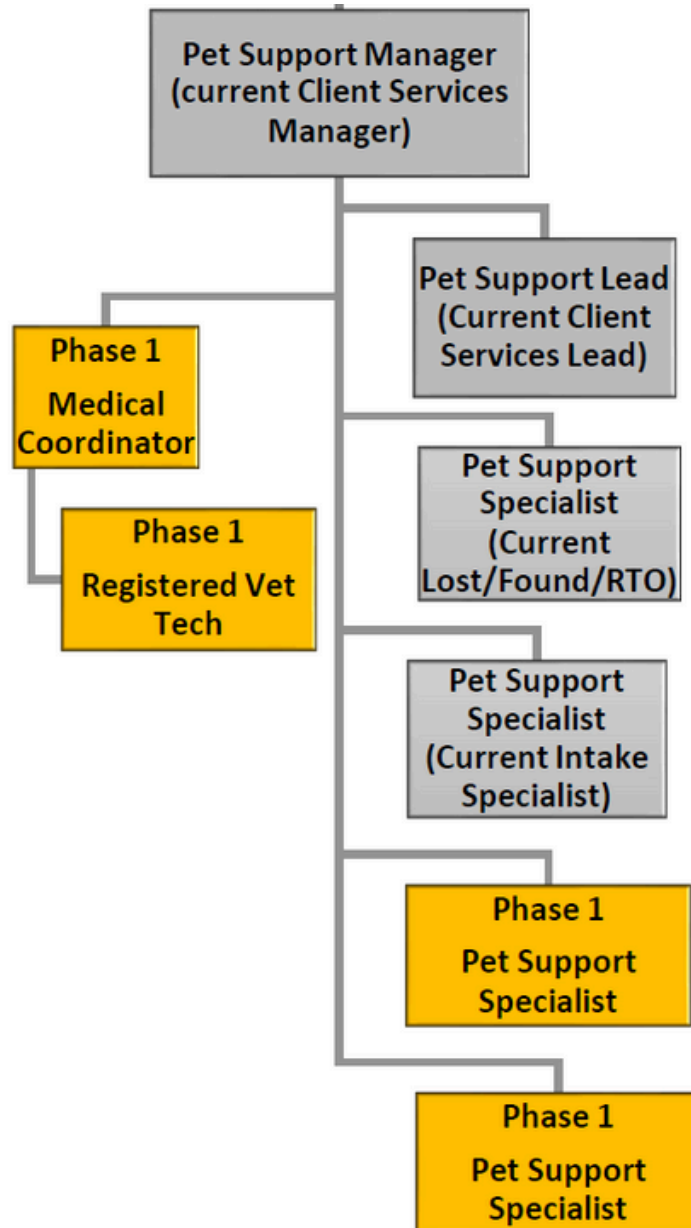 Pet Support Manager
(current Client Services
Manager)
Pet Support Lead
(Current Client
Services Lead)
Phase 1
Medical
Coordinator
Pet Support
Specialist
(Current
Lost/Found/RTO)
Phase 1
Registered Vet
Tech
Pet Support
Specialist
(Current Intake
Specialist)
Phase 1
Pet Support
Specialist
Phase 1
Pet Support
Specialist